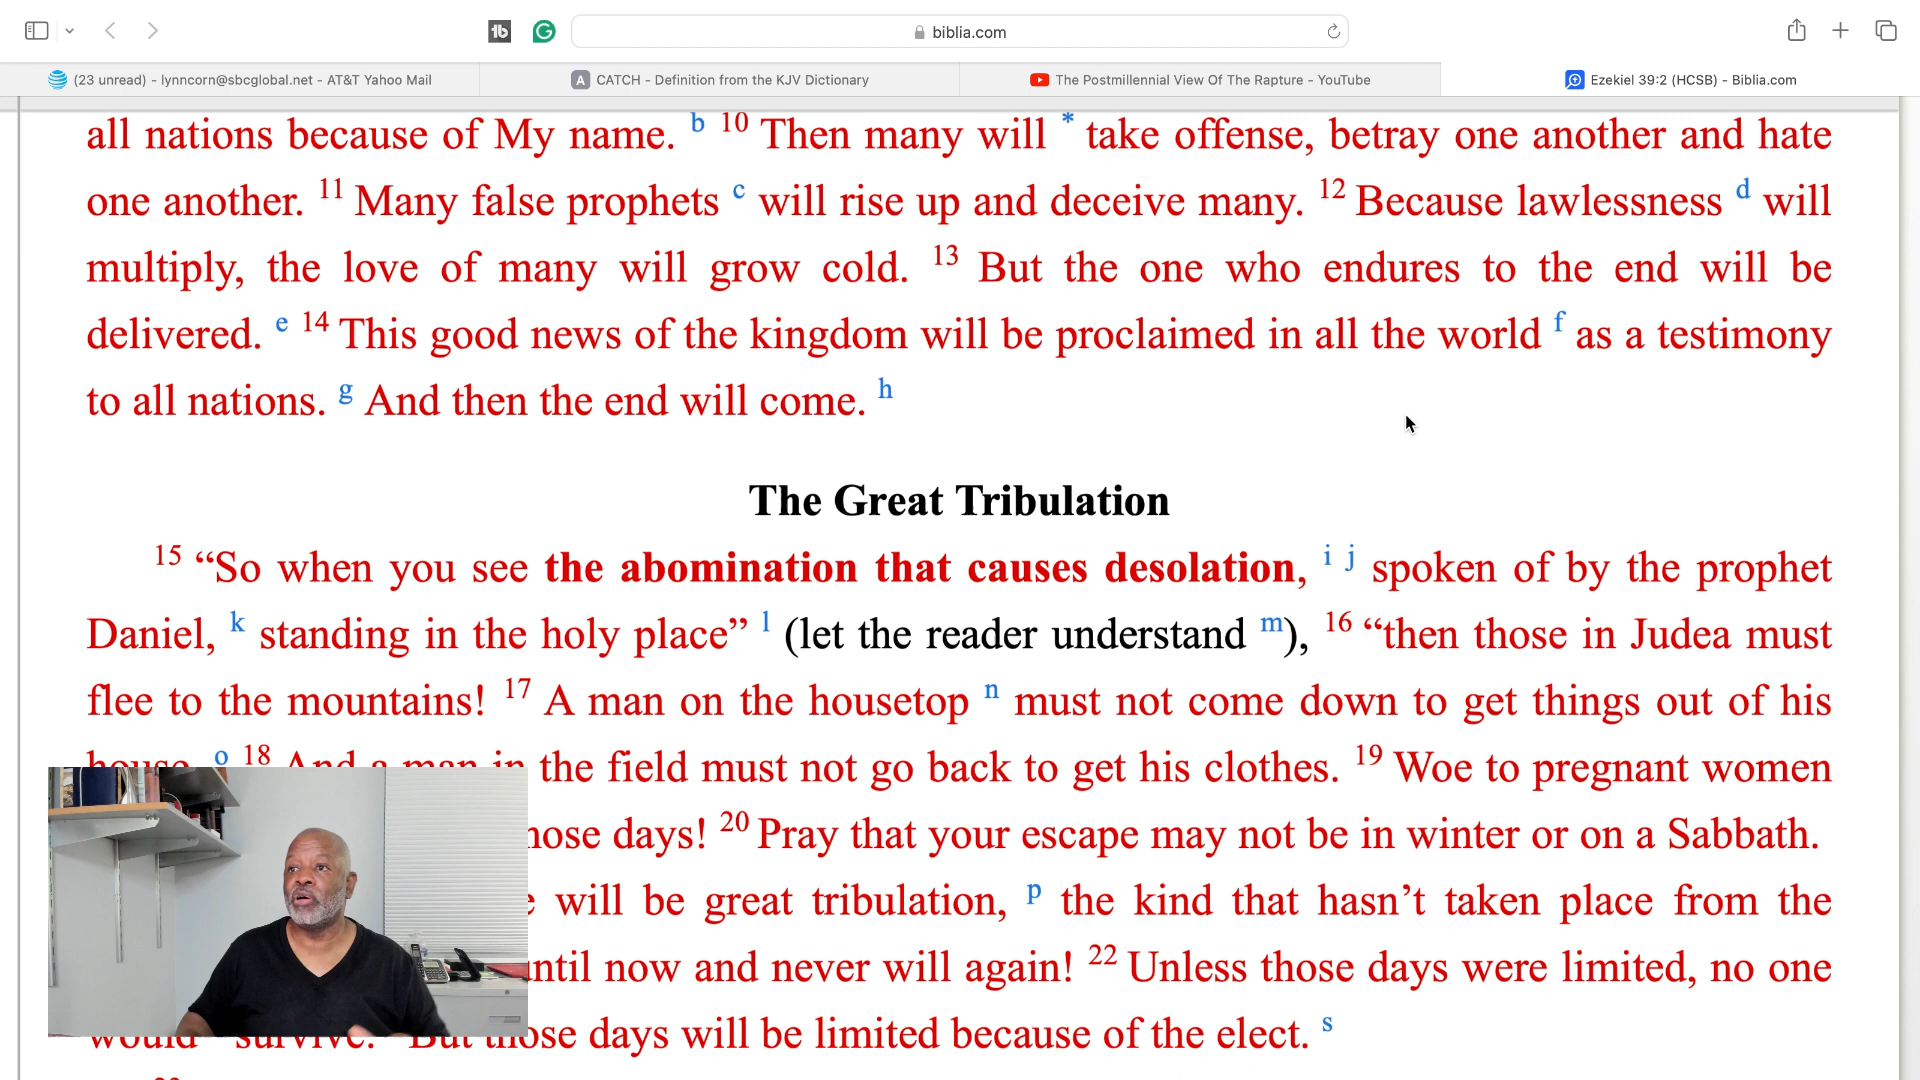 biblia.com
(23 unread) - lynncorn@sbcglobal.net - AT&T Yahoo Mail
A CATCH - Definition from the KJV Dictionary
The Postmillennial View Of The Rapture - YouTube
Ezekiel 39:2 (HCSB) - Biblia.com
all nations because of My name. b 10 Then many will * take offense, betray one another and hate
one another. 11 Many false prophets c will rise up and deceive many. 12 Because lawlessness d will
multiply, the love of many will grow cold. 13 But the one who endures to the end will be
delivered. e 14 This good news of the kingdom will be proclaimed in all the world f as a testimony
to all nations. g And then the end will come. h
The Great Tribulation
15 “So when you see the abomination that causes desolation, i j spoken of by the prophet
Daniel, k standing in the holy place” l (let the reader understand m), 16 “then those in Judea must
flee to the mountains! 17 A man on the housetop n must not come down to get things out of his
house. o 18 And a man in the field must not go back to get his clothes. 19 Woe to pregnant women
those days! 20 Pray that your escape may not be in winter or on a Sabbath.
will be great tribulation, p the kind that hasn’t taken place from the
until now and never will again! 22 Unless those days were limited, no one
would survive. But those days will be limited because of the elect. s